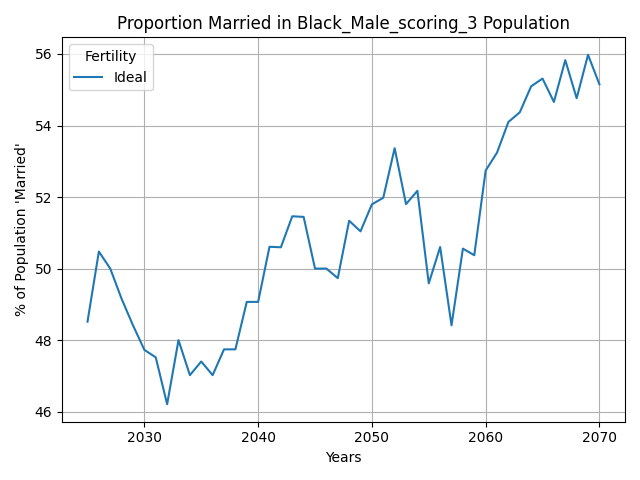 Proportion Married in Black_Male_scoring_3 Population
Fertility
Ideal
% of Population 'Married'
56
54
52
50
48
46
2030 2040 2050 2060 2070
Years